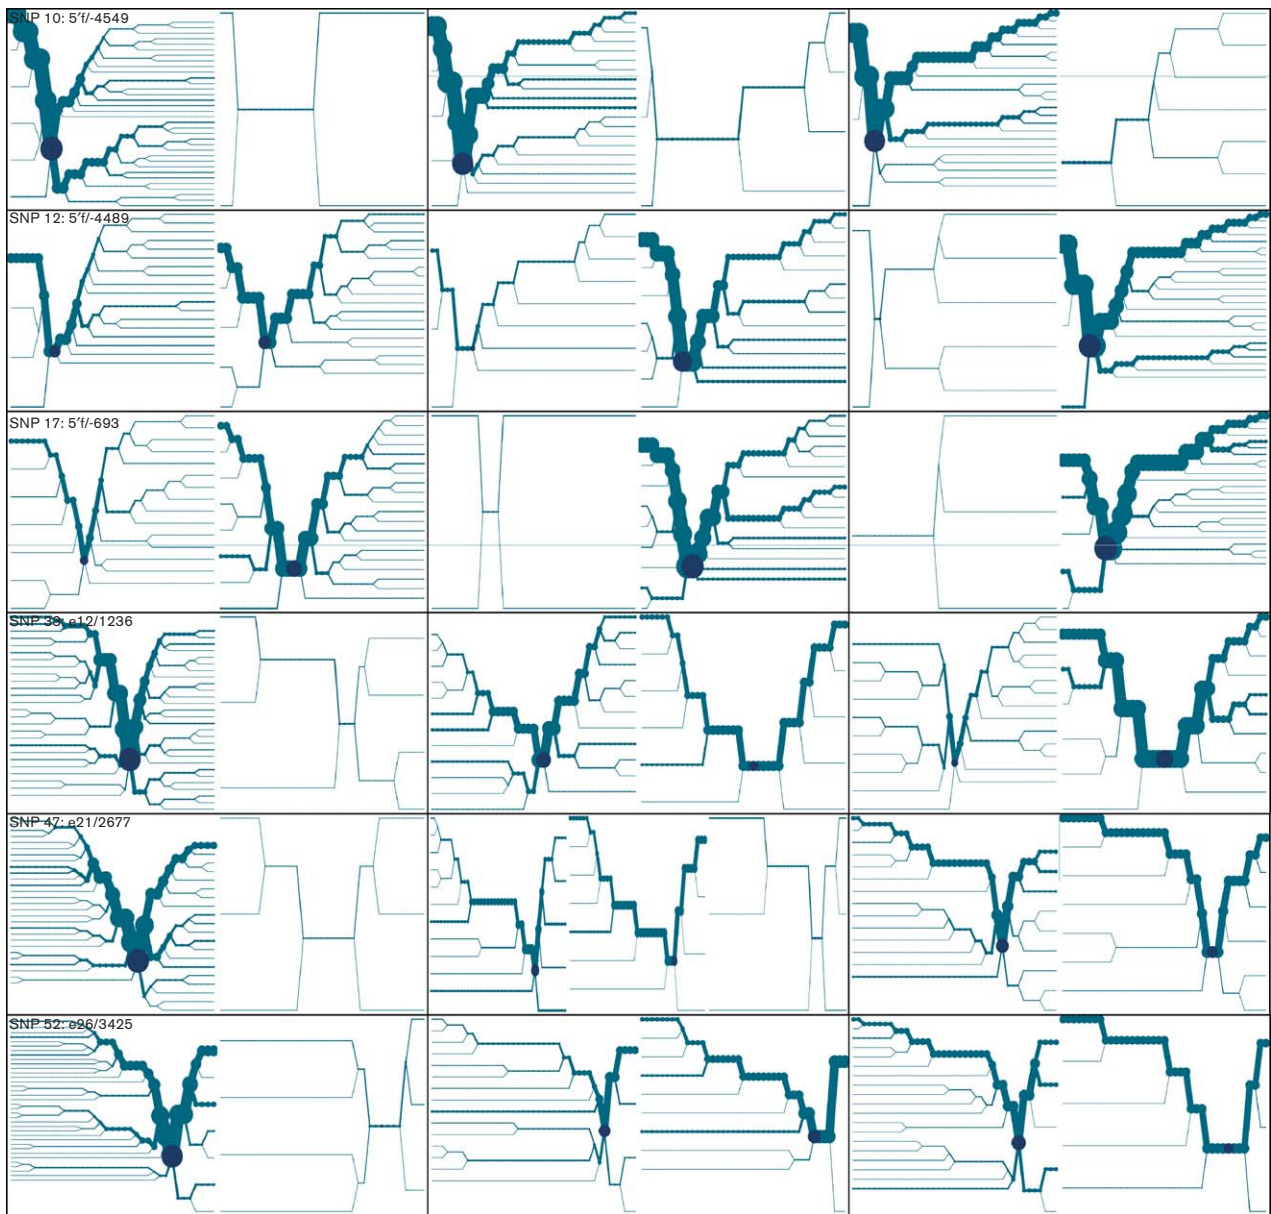 SNP 10: 5′f/-4549
SNP 12: 5′f/-4489
SNP 17: 5′f/-693
SNP 38: e12/1236
SNP 47: e21/2677
SNP 52: e26/3425